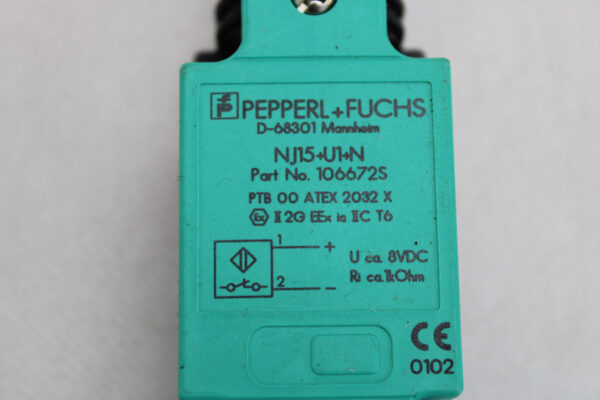 PEPPERL+FUCHS
D-68301 Mannheim
NJ15+U1+N
Part No. 106672S
PTB 00 ATEX 2032 X
Ex II 2G EEx ia IIC T6
1 +
2 –
U ca. 8VDC
Ri ca.1kOhm
CE
0102